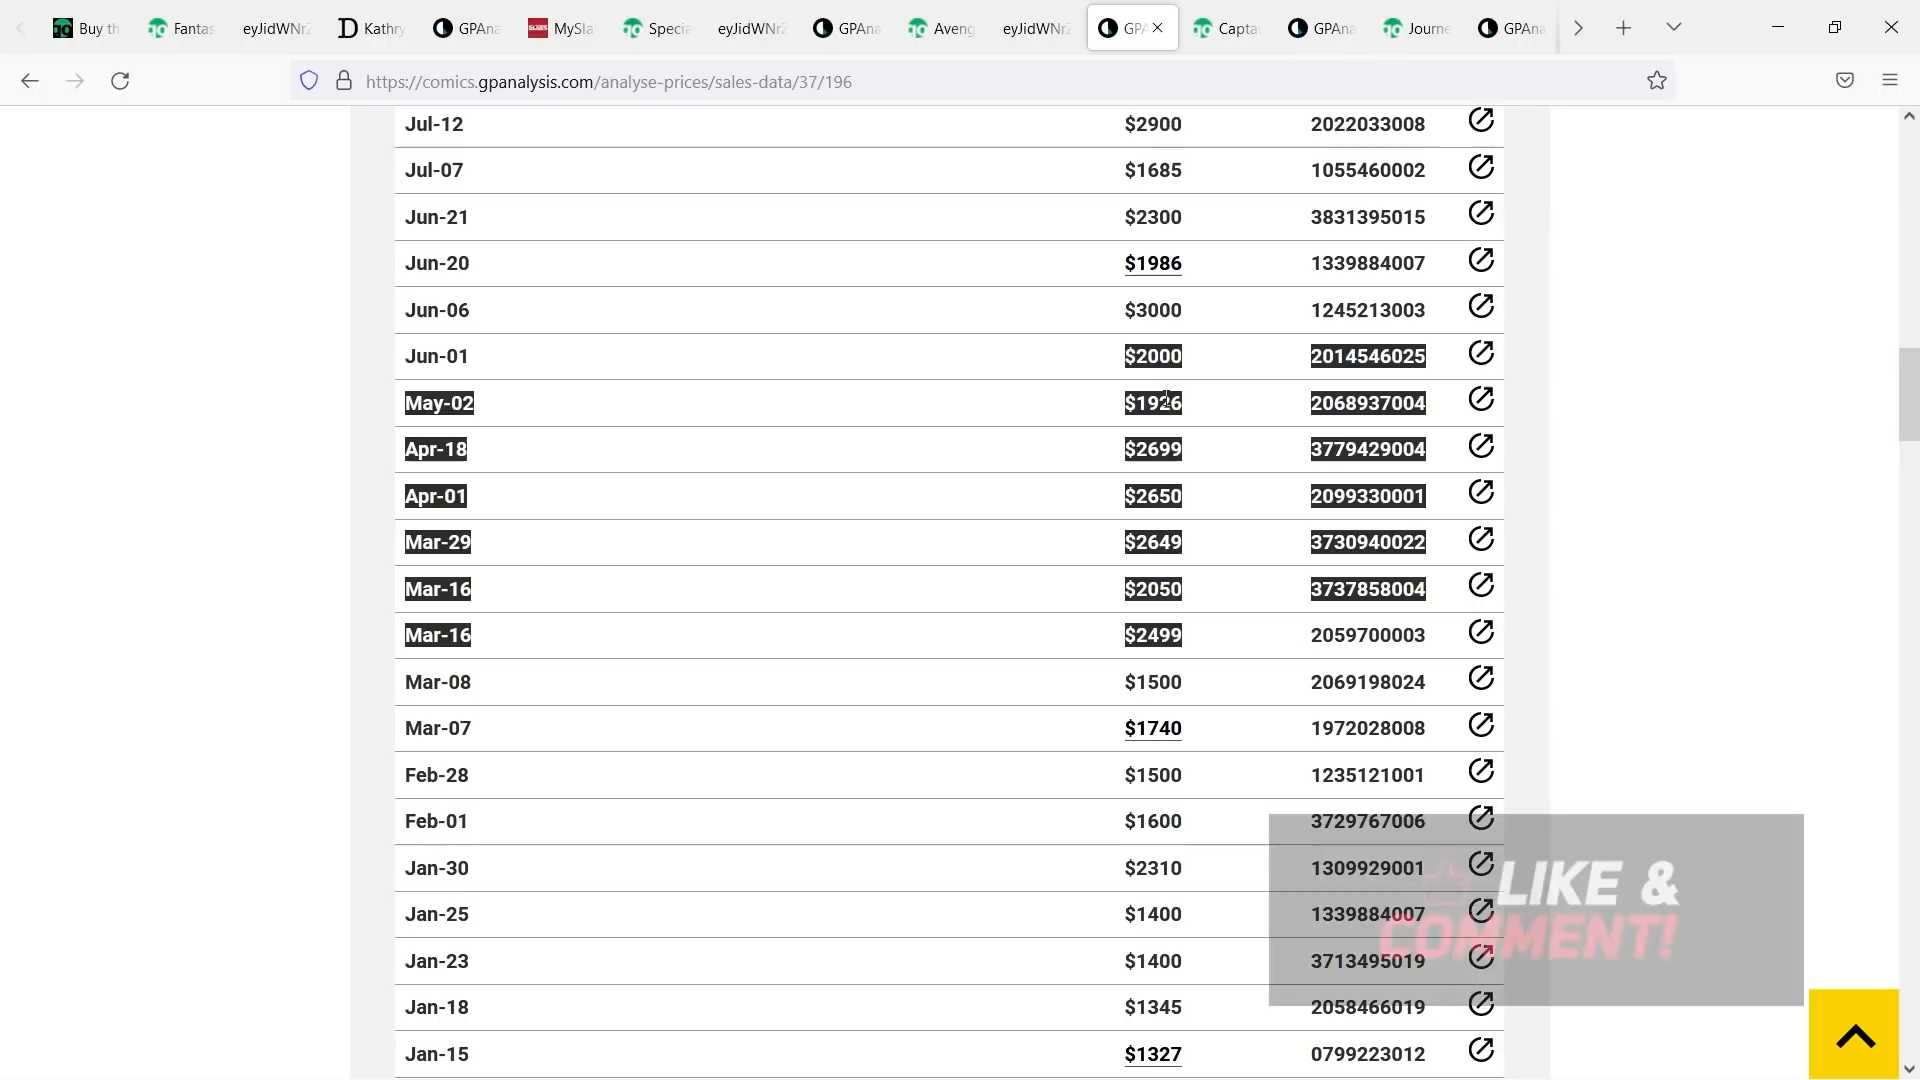 Buy th
Fantas
eyJidWNrZ
Kathry
GPAna
MySla
Specia
eyJidWNrZ
GPAna
Aveng
eyJidWNrZ
GPA
Capta
GPAna
Journe
GPAna
https://comics.gpanalysis.com/analyse-prices/sales-data/37/196
Jul-12 $2900 2022033008
Jul-07 $1685 1055460002
Jun-21 $2300 3831395015
Jun-20 $1986 1339884007
Jun-06 $3000 1245213003
Jun-01 $2000 2014546025
May-02 $1926 2068937004
Apr-18 $2699 3779429004
Apr-01 $2650 2099330001
Mar-29 $2649 3730940022
Mar-16 $2050 3737858004
Mar-16 $2499 2059700003
Mar-08 $1500 2069198024
Mar-07 $1740 1972028008
Feb-28 $1500 1235121001
Feb-01 $1600 3729767006
Jan-30 $2310 1309929001
Jan-25 $1400 1339884007
Jan-23 $1400 3713495019
Jan-18 $1345 2058466019
Jan-15 $1327 0799223012
LIKE &
COMMENT!